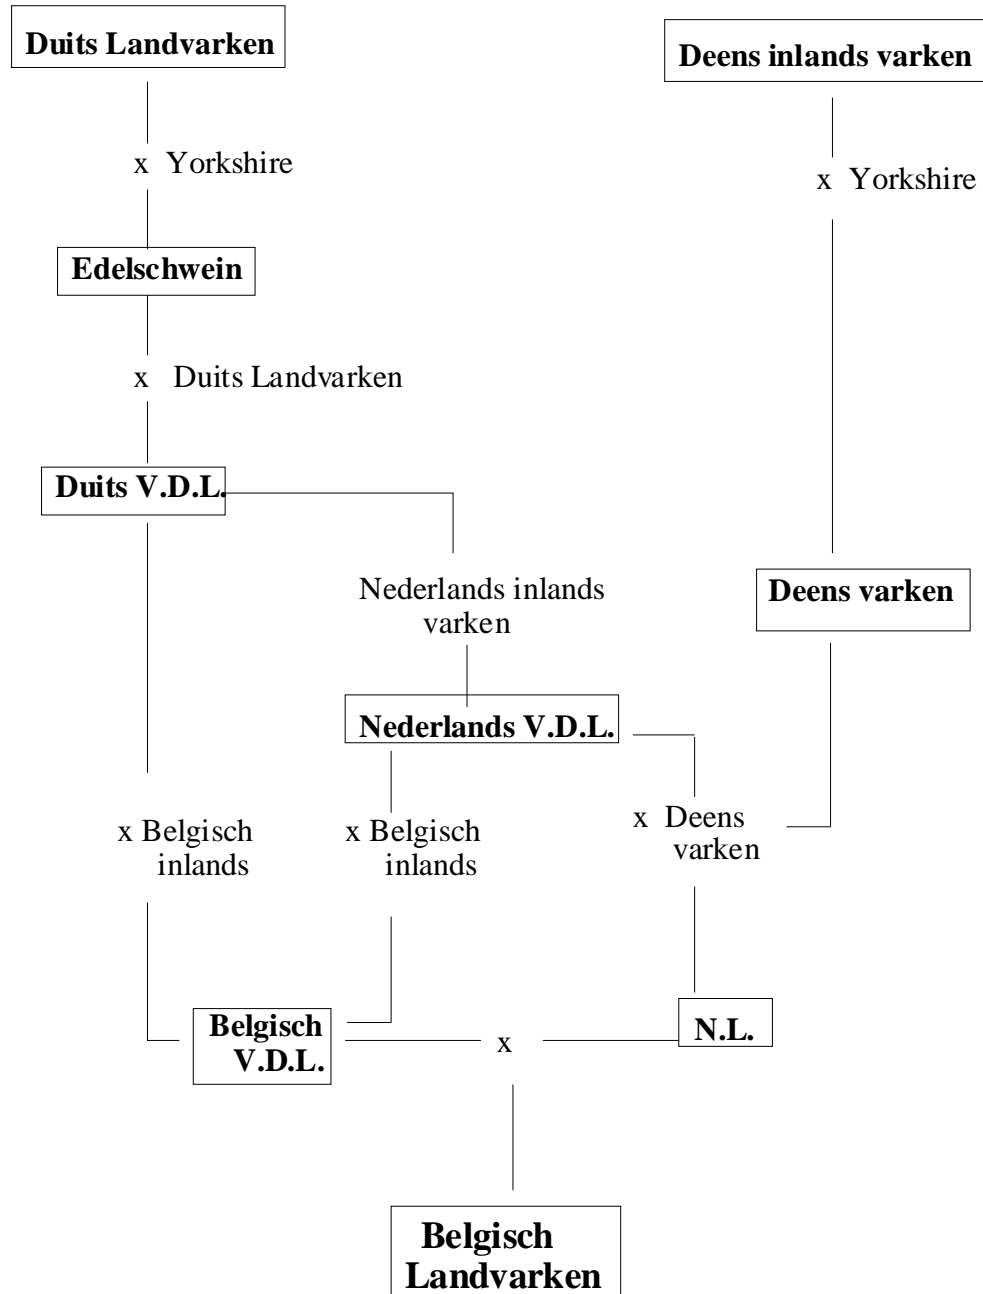 Duits Landvarken
Deens inlands varken
x Yorkshire
x Yorkshire
Edelschwein
x Duits Landvarken
Duits V.D.L.
Nederlands inlands
varken
Deens varken
Nederlands V.D.L.
x Belgisch
inlands
x Belgisch
inlands
x Deens
varken
Belgisch
V.D.L.
x
N.L.
Belgisch
Landvarken